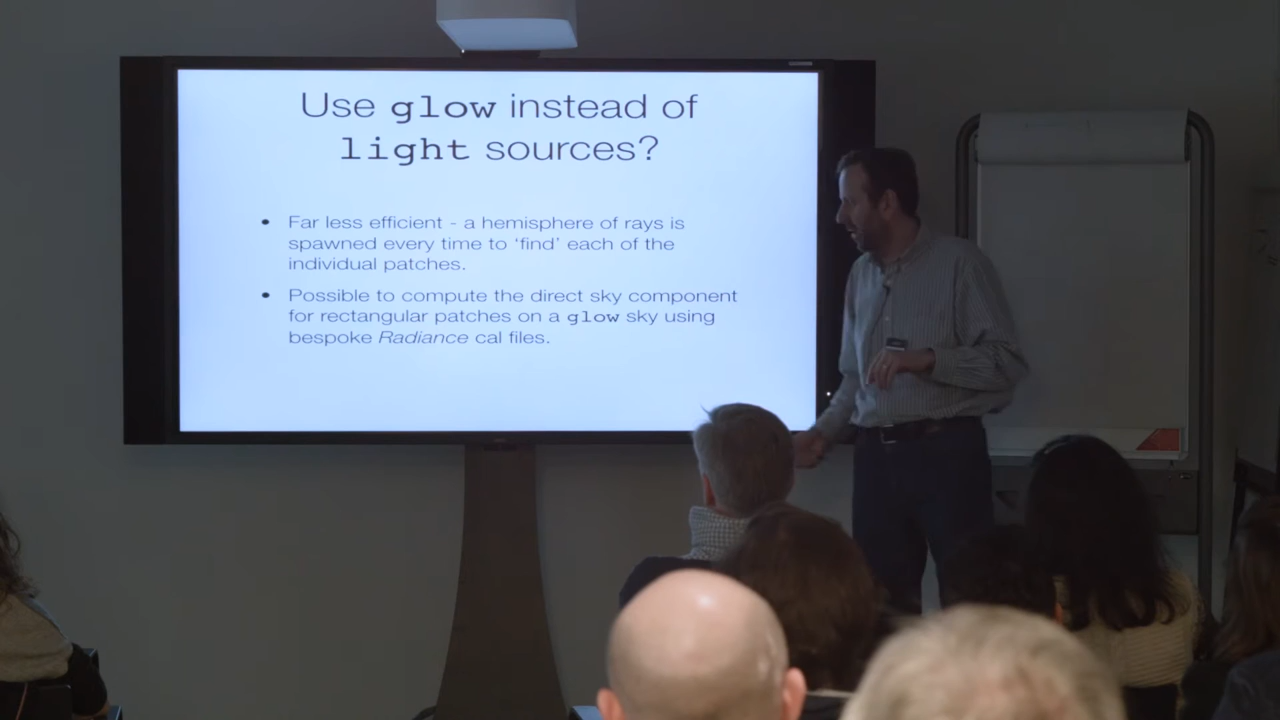 Use glow instead of
light sources?
• Far less efficient - a hemisphere of rays is
spawned every time to ‘find’ each of the
individual patches.
• Possible to compute the direct sky component
for rectangular patches on a glow sky using
bespoke Radiance cal files.